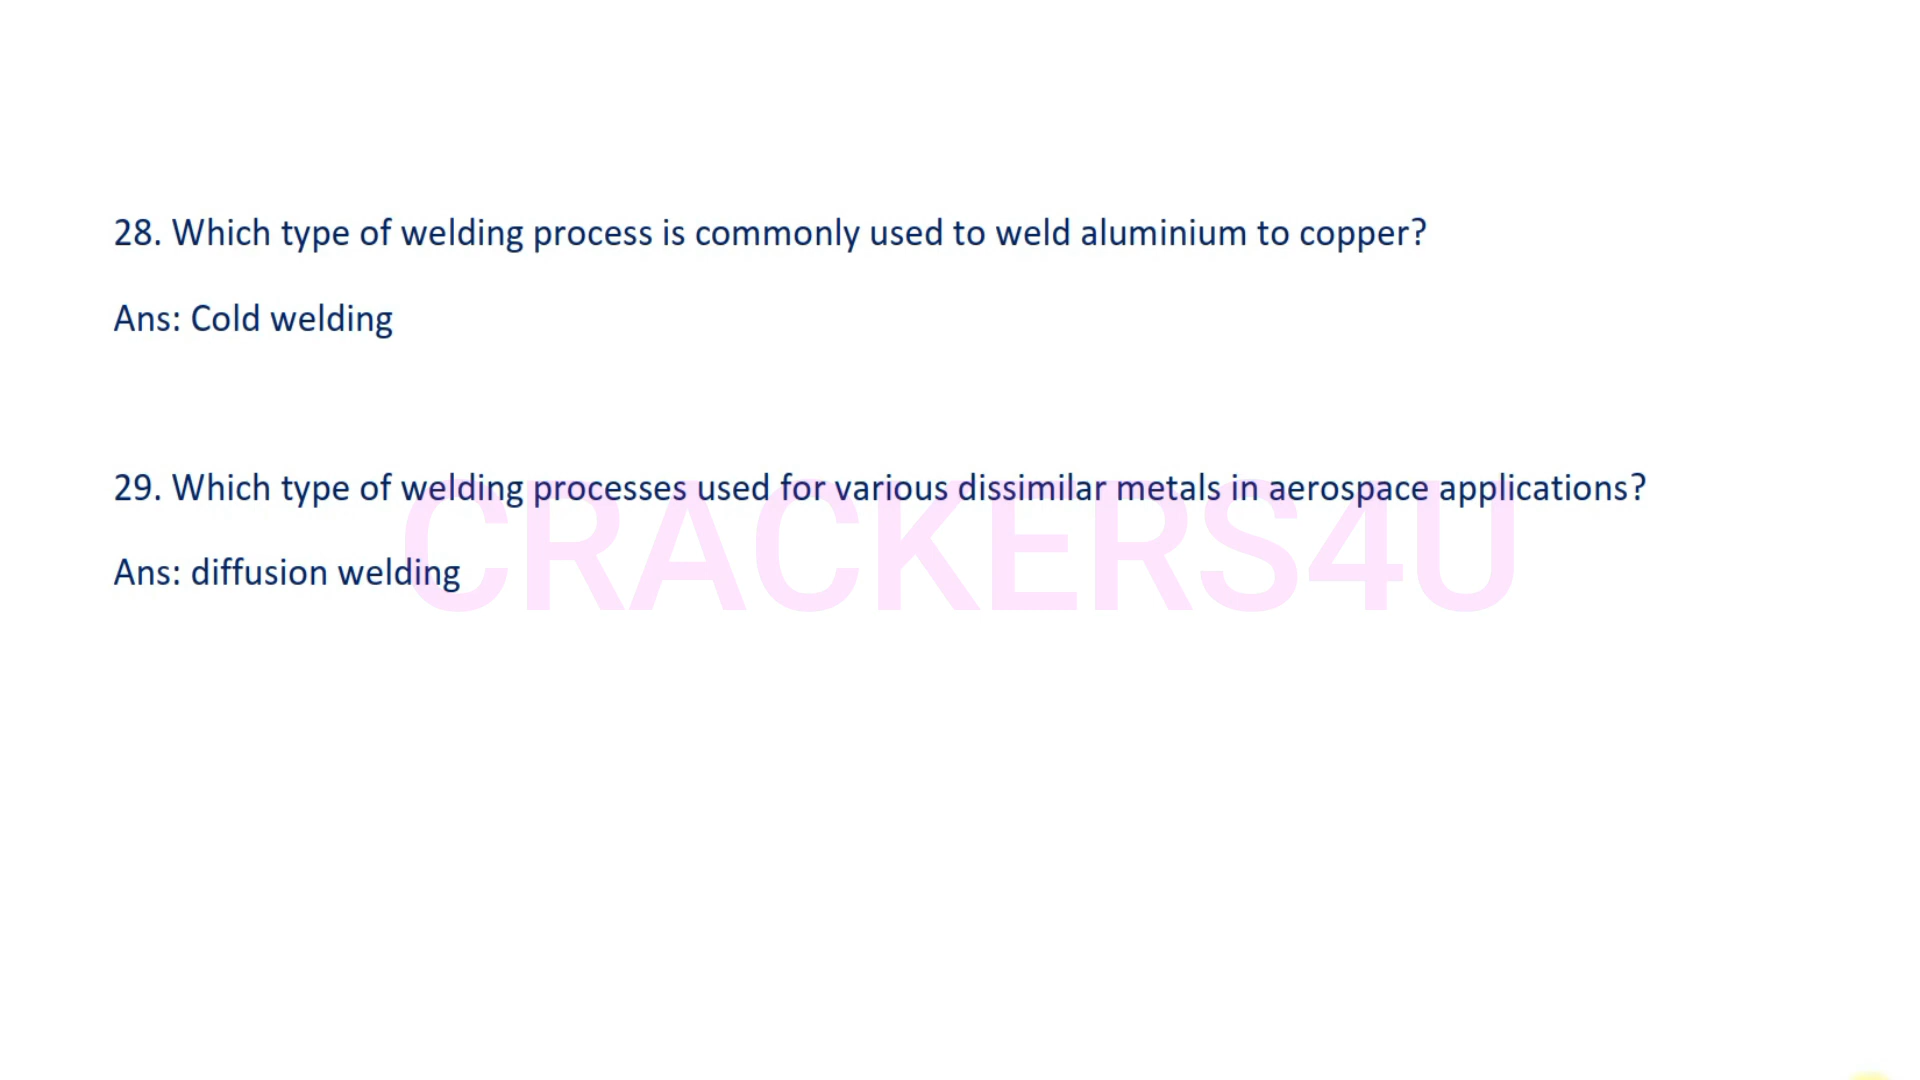 28. Which type of welding process is commonly used to weld aluminium to copper?
Ans: Cold welding
29. Which type of welding processes used for various dissimilar metals in aerospace applications?
CRACKERS4U
Ans: diffusion welding